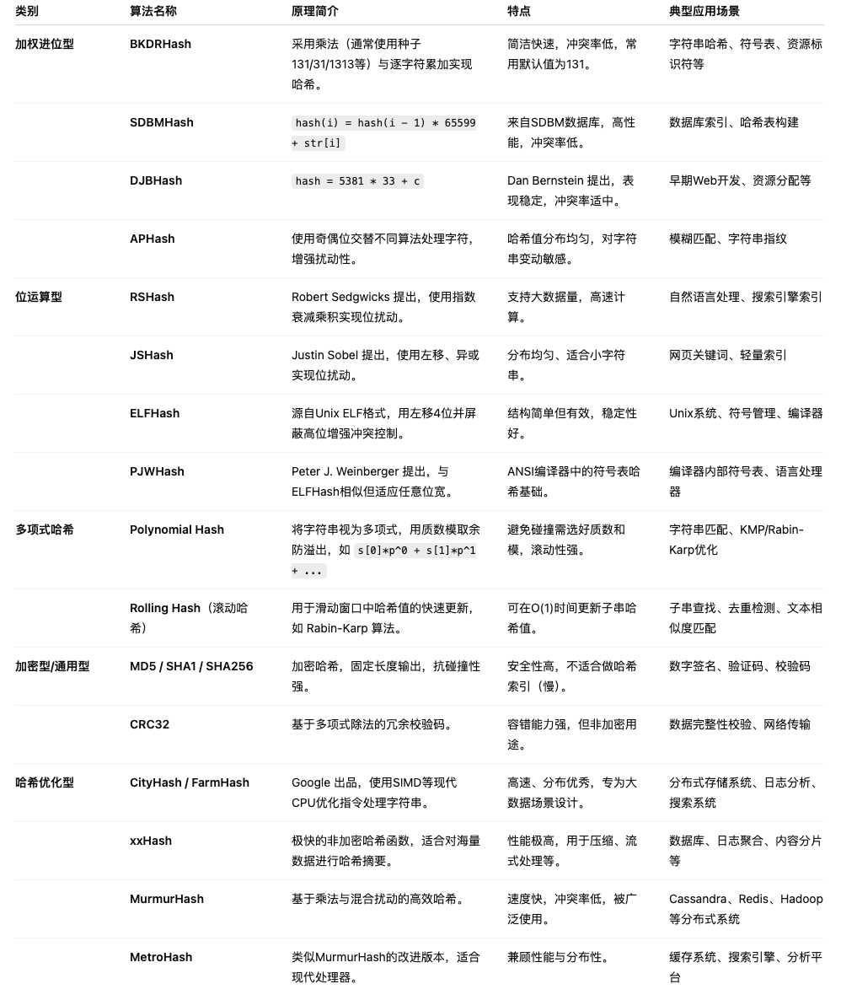 类别 算法名称 原理简介 特点 典型应用场景
加权进位型 BKDRHash 采用乘法（通常使用种子 简洁快速，冲突率低，常 字符串哈希、符号表、资源标
131/31/1313等）与逐字符累加实现 用默认值为131。 识符等
哈希。
SDBMHash hash(i) = hash(i − 1) * 65599 来自SDBM数据库，高性 数据库索引、哈希表构建
+ str[i] 能，冲突率低。
DJBHash hash = 5381 * 33 + c Dan Bernstein 提出，表 早期Web开发、资源分配等
现稳定，冲突率适中。
APHash 使用奇偶位交替不同算法处理字符， 哈希值分布均匀，对字符 模糊匹配、字符串指纹
增强扰动性。 串变动敏感。
位运算型 RSHash Robert Sedgwicks 提出，使用指数 支持大数据量，高速计 自然语言处理、搜索引擎索引
衰减乘积实现位扰动。 算。
JSHash Justin Sobel 提出，使用左移、异或 分布均匀、适合小字符 网页关键词、轻量索引
实现位扰动。 串。
ELFHash 源自Unix ELF格式，用左移4位并屏 结构简单但有效，稳定性 Unix系统、符号管理、编译器
蔽高位增强冲突控制。 好。
PJWHash Peter J. Weinberger 提出，与 ANSI编译器中的符号表哈 编译器内部符号表、语言处理
ELFHash相似但适应任意位宽。 希基础。 器
多项式哈希 Polynomial Hash 将字符串视为多项式，用质数模取余 避免碰撞需选好质数和 字符串匹配、KMP/Rabin-
防溢出，如 s[0]*p^0 + s[1]*p^1 模，滚动性强。 Karp优化
+ ...
Rolling Hash（滚动哈 用于滑动窗口中哈希值的快速更新， 可在O(1)时间更新子串哈 子串查找、去重检测、文本相
希） 如 Rabin-Karp 算法。 希值。 似度匹配
加密型/通用型 MD5 / SHA1 / SHA256 加密哈希，固定长度输出，抗碰撞性 安全性高，不适合做哈希 数字签名、验证码、校验码
强。 索引（慢）。
CRC32 基于多项式除法的冗余校验码。 容错能力强，但非加密用 数据完整性校验、网络传输
途。
哈希优化型 CityHash / FarmHash Google 出品，使用SIMD等现代 高速、分布优秀，专为大 分布式存储系统、日志分析、
CPU优化指令处理字符串。 数据场景设计。 搜索系统
xxHash 极快的非加密哈希函数，适合对海量 性能极高，用于压缩、流 数据库、日志聚合、内容分片
数据进行哈希摘要。 式处理等。 等
MurmurHash 基于乘法与混合扰动的高效哈希。 速度快，冲突率低，被广 Cassandra、Redis、Hadoop
泛使用。 等分布式系统
MetroHash 类似MurmurHash的改进版本，适合 兼顾性能与分布性。 缓存系统、搜索引擎、分析平
现代处理器。 台